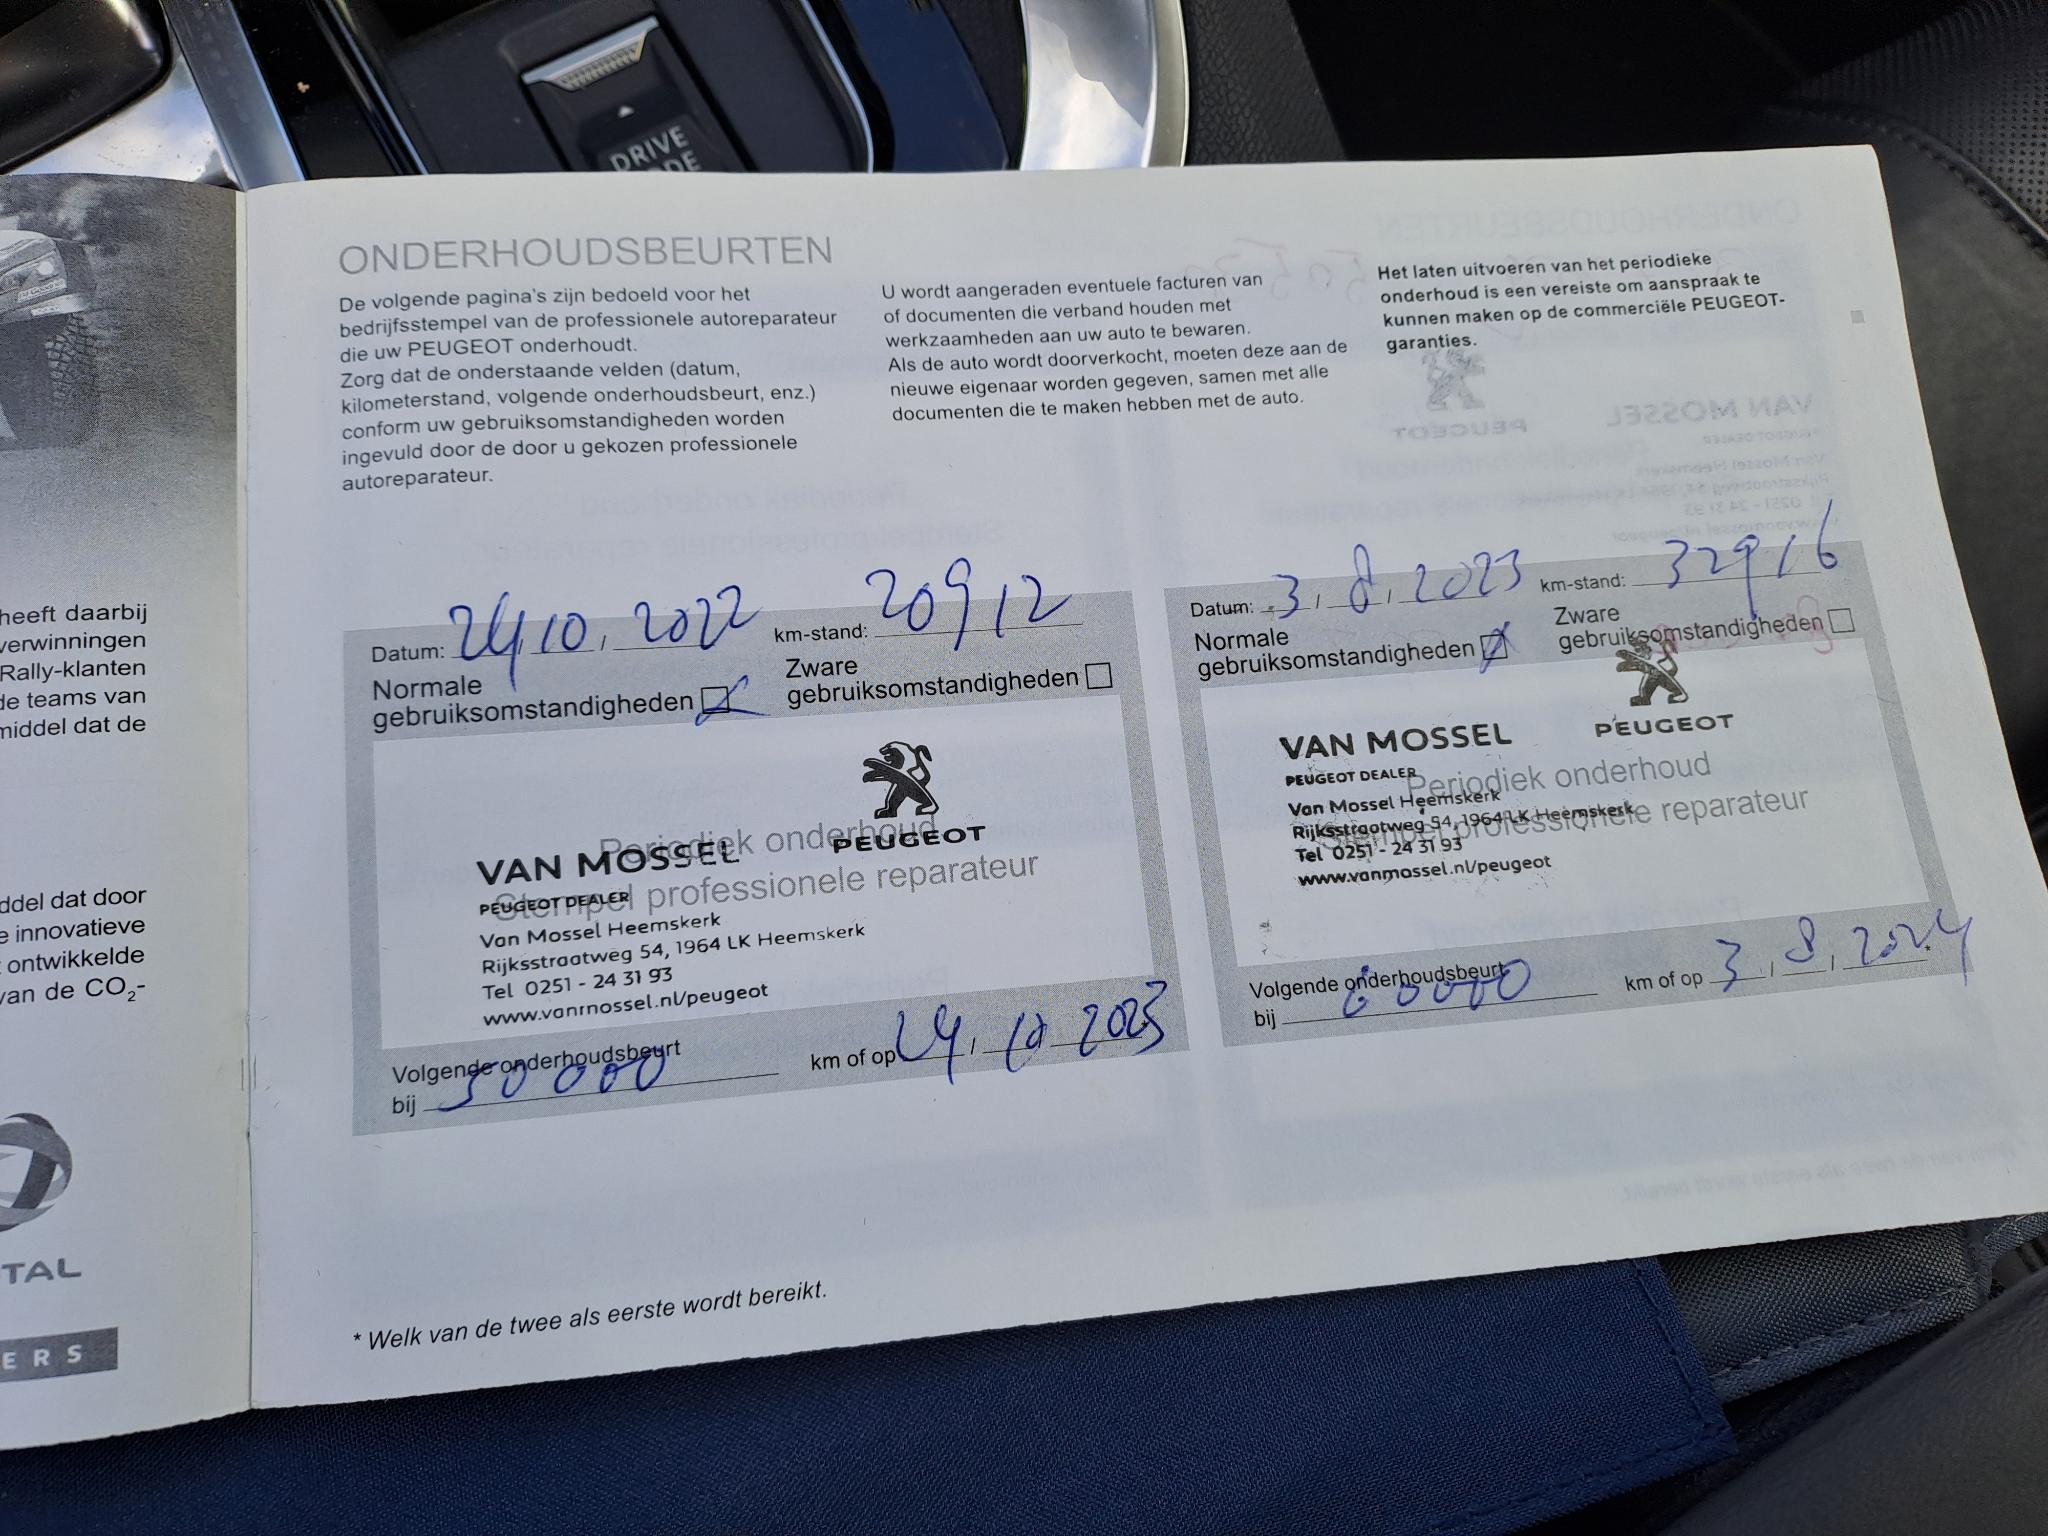 DRIVE
ONDERHOUDSBEURTEN
De volgende pagina's zijn bedoeld voor het
bedrijfsstempel van de professionele autoreparateur
die uw PEUGEOT onderhoudt.
Zorg dat de onderstaande velden (datum,
kilometerstand, volgende onderhoudsbeurt, enz.)
conform uw gebruiksomstandigheden worden
ingevuld door de door u gekozen professionele
autoreparateur.
U wordt aangeraden eventuele facturen van
of documenten die verband houden met
werkzaamheden aan uw auto te bewaren.
Als de auto wordt doorverkocht, moeten deze aan de
nieuwe eigenaar worden gegeven, samen met alle
documenten die te maken hebben met de auto.
Het laten uitvoeren van het periodieke
onderhoud is een vereiste om aanspraak te
kunnen maken op de commerciële PEUGEOT-
garanties.
heeft daarbij
verwinningen
Rally-klanten
de teams van
middel dat de
ddel dat door
e innovatieve
ontwikkelde
van de CO2-
TAL
ERS
Datum: 24/10/2022 km-stand: 20912
Normale
gebruiksomstandigheden
Zware
gebruiksomstandigheden
PEUGEOT
Periodiek onderhoud
Stempel professionele reparateur
VAN MOSSEL
PEUGEOT DEALER
Van Mossel Heemskerk
Rijksstraatweg 54, 1964 LK Heemskerk
Tel 0251 - 24 31 93
www.vanmossel.nl/peugeot
Volgende onderhoudsbeurt
bij 50000 km of op 24/10 2023*
Datum: 3/8/2023 km-stand: 32916
Normale
gebruiksomstandigheden
Zware
gebruiksomstandigheden
VAN MOSSEL
PEUGEOT
PEUGEOT DEALER
Periodiek onderhoud
Stempel professionele reparateur
Van Mossel Heemskerk
Rijksstraatweg 54, 1964 LK Heemskerk
Tel 0251 - 24 31 93
www.vanmossel.nl/peugeot
Volgende onderhoudsbeurt
bij 60000 km of op 3/8/2024*
* Welk van de twee als eerste wordt bereikt.